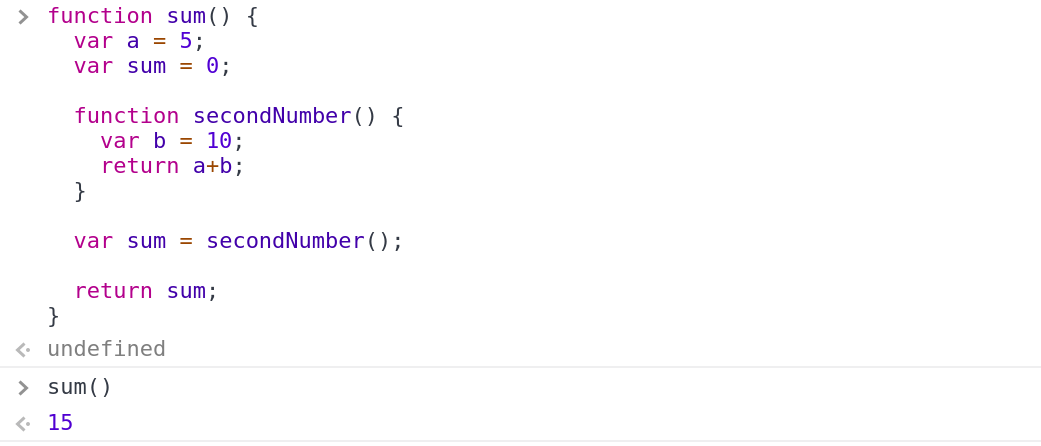 function sum() {
  var a = 5;
  var sum = 0;

  function secondNumber() {
    var b = 10;
    return a+b;
  }

  var sum = secondNumber();

  return sum;
}
undefined
sum()
15